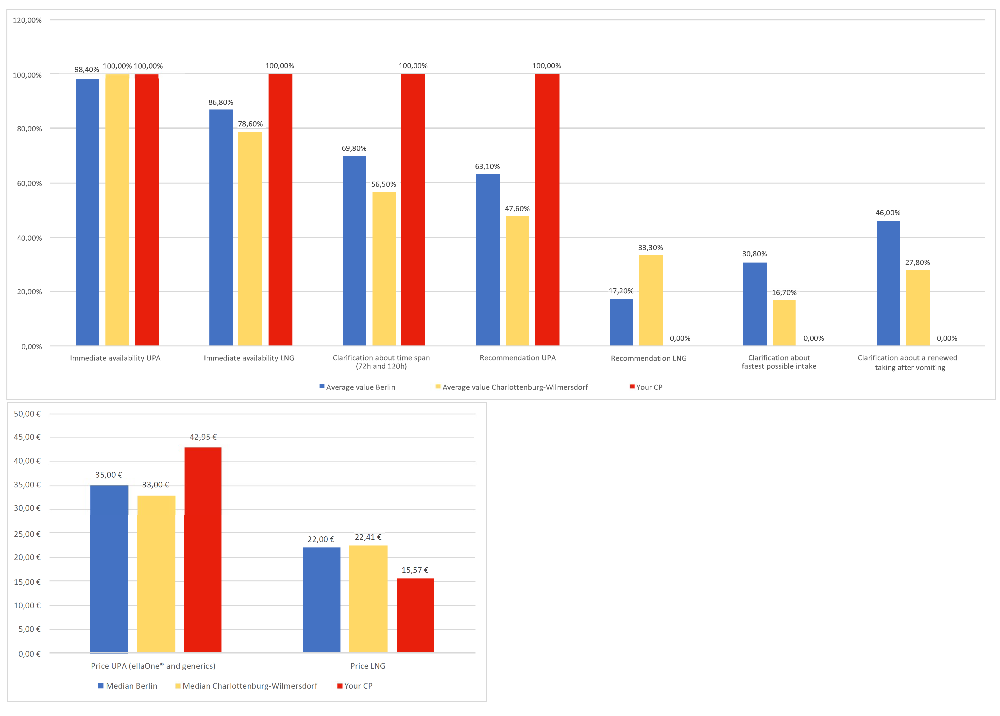 120,00%
100,00%
80,00%
60,00%
40,00%
20,00%
0,00%
98,40%
100,00%
100,00%
86,80%
78,60%
100,00%
69,80%
56,50%
100,00%
63,10%
47,60%
100,00%
17,20%
33,30%
0,00%
30,80%
16,70%
0,00%
46,00%
27,80%
0,00%
Immediate availability UPA
Immediate availability LNG
Clarification about time span
(72h and 120h)
Recommendation UPA
Recommendation LNG
Clarification about
fastest possible intake
Clarification about a renewed
taking after vomiting
Average value Berlin
Average value Charlottenburg-Wilmersdorf
Your CP
50,00 €
45,00 €
40,00 €
35,00 €
30,00 €
25,00 €
20,00 €
15,00 €
10,00 €
5,00 €
0,00 €
35,00 €
33,00 €
42,95 €
22,00 €
22,41 €
15,57 €
Price UPA (ellaOne® and generics)
Price LNG
Median Berlin
Median Charlottenburg-Wilmersdorf
Your CP